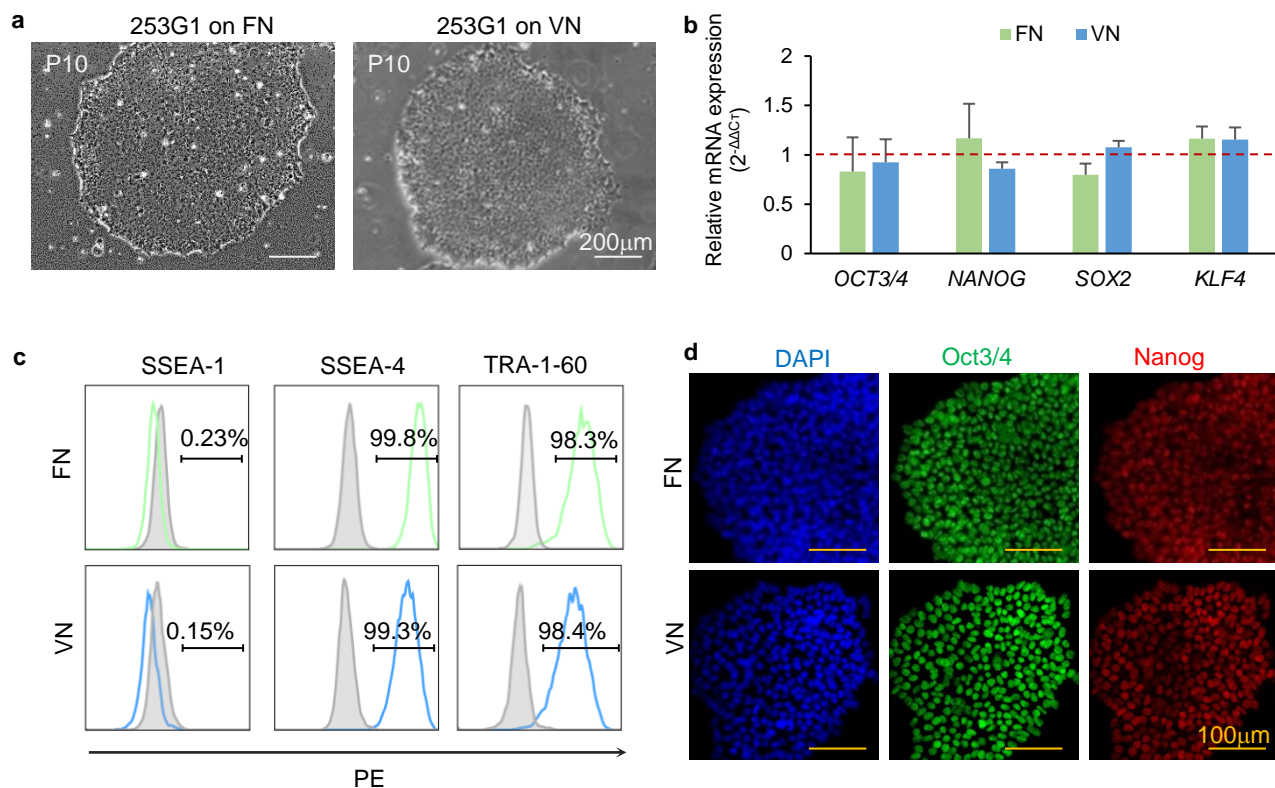 a
253G1 on FN
253G1 on VN
P10
P10
200μm
b
FN
VN
Relative mRNA expression
(2-ΔΔCT)
2
1.5
1
0.5
0
OCT3/4
NANOG
SOX2
KLF4
c
SSEA-1
SSEA-4
TRA-1-60
FN
0.23%
99.8%
98.3%
VN
0.15%
99.3%
98.4%
PE
d
DAPI
Oct3/4
Nanog
FN
VN
100μm